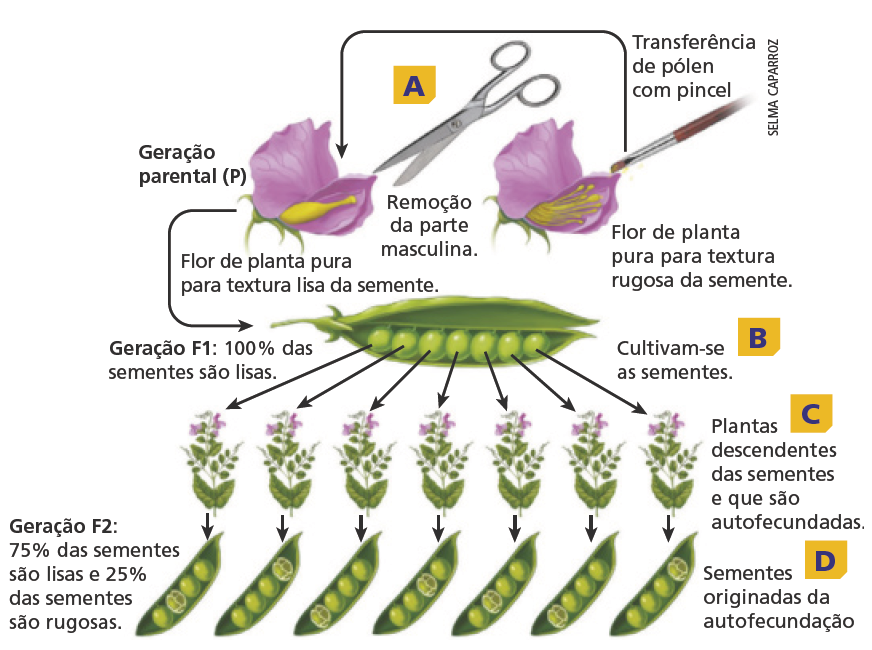 Transferência
de pólen
com pincel
SELMA CAPARROZ
A
Geração
parental (P)
Remoção
da parte
masculina.
Flor de planta
pura para textura
rugosa da semente.
Flor de planta pura
para textura lisa da semente.
B
Geração F1: 100% das
sementes são lisas.
Cultivam-se
as sementes.
C
Plantas
descendentes
das sementes
e que são
autofecundadas.
Geração F2:
75% das sementes
são lisas e 25%
das sementes
são rugosas.
D
Sementes
originadas da
autofecundação